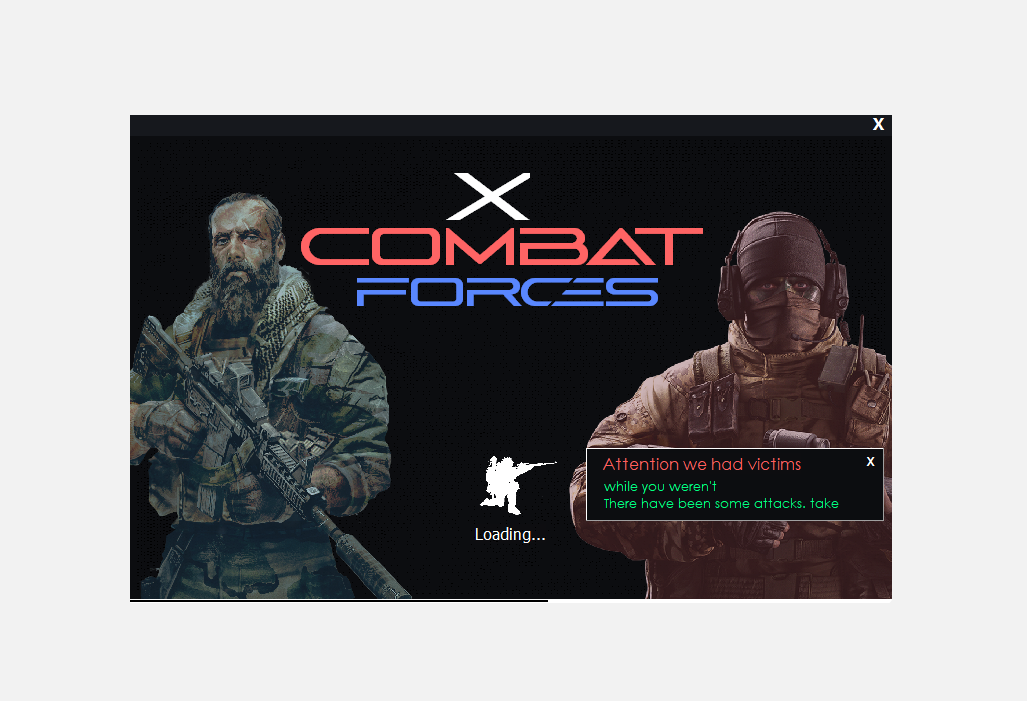 X
X
COMBAT
FORCES
Attention we had victims
X
while you weren't
There have been some attacks. take
Loading...